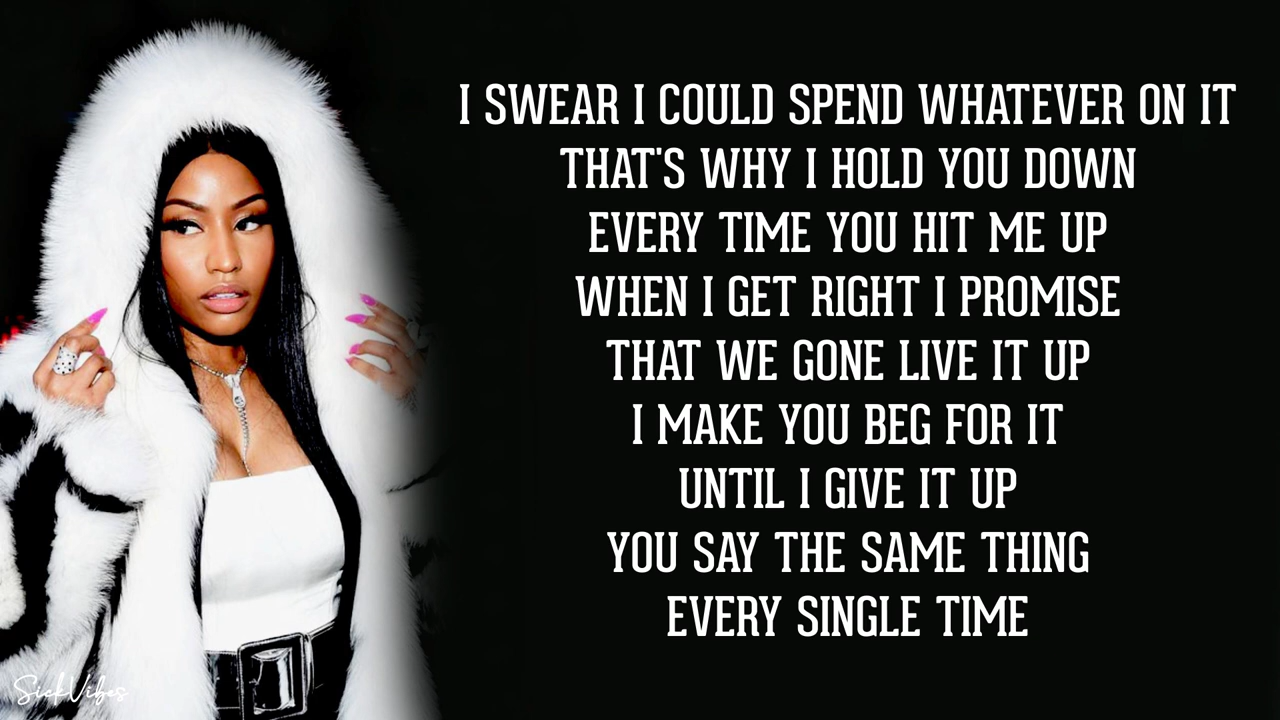 I SWEAR I COULD SPEND WHATEVER ON IT
THAT'S WHY I HOLD YOU DOWN
EVERY TIME YOU HIT ME UP
WHEN I GET RIGHT I PROMISE
THAT WE GONE LIVE IT UP
I MAKE YOU BEG FOR IT
UNTIL I GIVE IT UP
YOU SAY THE SAME THING
EVERY SINGLE TIME
SickVibes